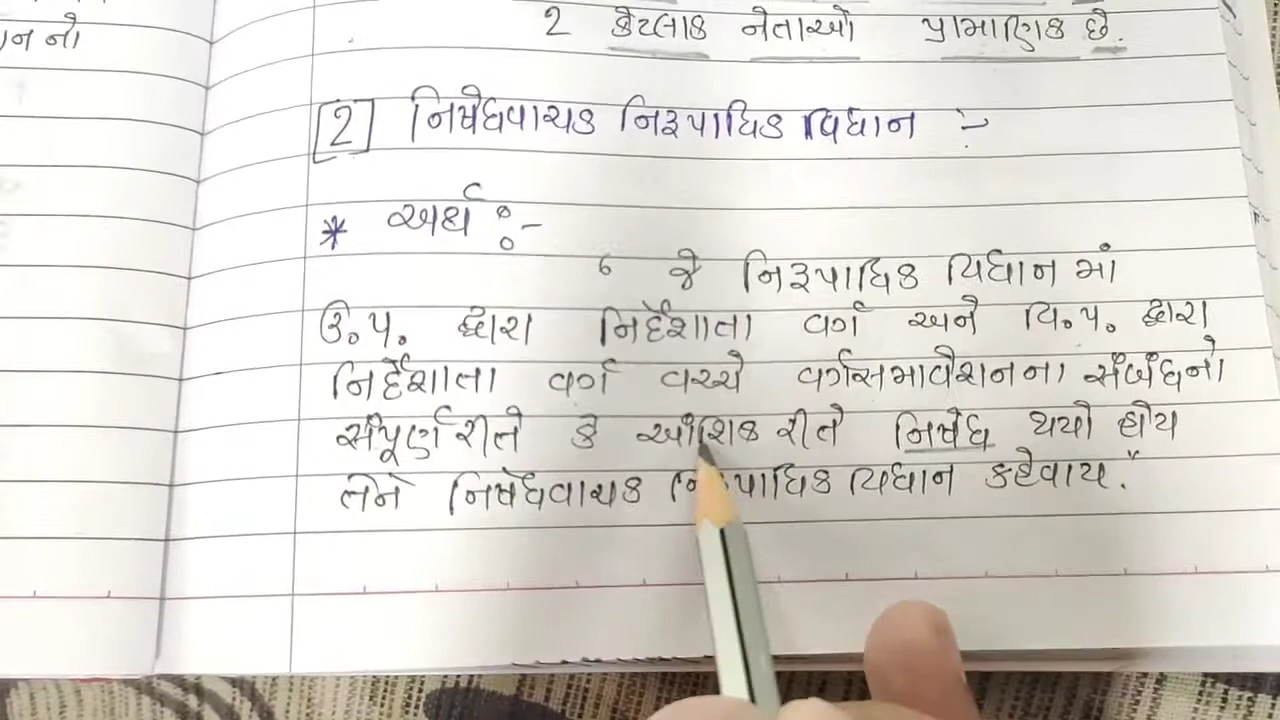 ન નો
2 કેટલાક નેતાઓ પ્રામાણિક છે.
[2] નિષેધવાચક નિરૂપાધિક વિધાન :-
* અર્થ :-
" જે નિરૂપાધિક વિધાન માં
ઉ.પ. દ્વારા નિર્દેશાતા વર્ગ અને વિ.પ. દ્વારા
નિર્દેશાતા વર્ગ વચ્ચે વર્ગસમાવેશનના સંબંધનો
સંપૂર્ણ રીતે કે આંશિક રીતે નિષેધ થયો હોય
તેને નિષેધવાચક નિરૂપાધિક વિધાન કહેવાય."